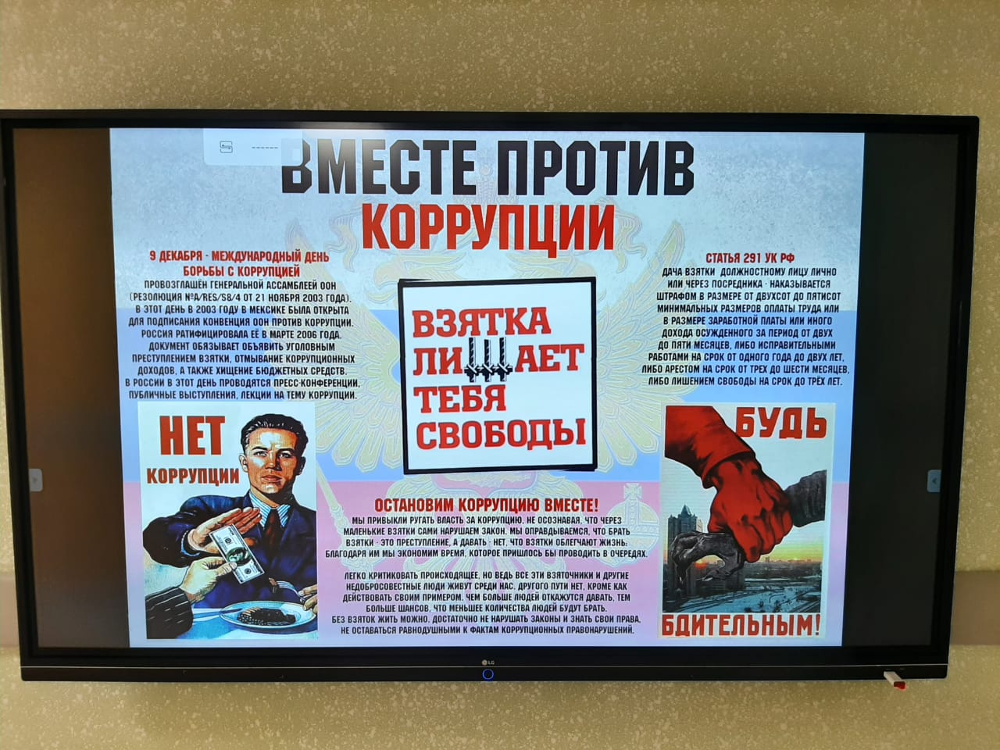 ВМЕСТЕ ПРОТИВ
КОРРУПЦИИ
9 ДЕКАБРЯ - МЕЖДУНАРОДНЫЙ ДЕНЬ
БОРЬБЫ С КОРРУПЦИЕЙ
ПРОВОЗГЛАШЁН ГЕНЕРАЛЬНОЙ АССАМБЛЕЕЙ ООН
(РЕЗОЛЮЦИЯ №A/RES/58/4 ОТ 21 НОЯБРЯ 2003 ГОДА).
В ЭТОТ ДЕНЬ В 2003 ГОДУ В МЕКСИКЕ БЫЛА ОТКРЫТА
ДЛЯ ПОДПИСАНИЯ КОНВЕНЦИЯ ООН ПРОТИВ КОРРУПЦИИ.
РОССИЯ РАТИФИЦИРОВАЛА ЕЁ В МАРТЕ 2006 ГОДА.
ДОКУМЕНТ ОБЯЗЫВАЕТ ОБЪЯВИТЬ УГОЛОВНЫМ
ПРЕСТУПЛЕНИЕМ ВЗЯТКИ, ОТМЫВАНИЕ КОРРУПЦИОННЫХ
ДОХОДОВ, А ТАКЖЕ ХИЩЕНИЕ БЮДЖЕТНЫХ СРЕДСТВ.
В РОССИИ В ЭТОТ ДЕНЬ ПРОВОДЯТСЯ ПРЕСС-КОНФЕРЕНЦИИ,
ПУБЛИЧНЫЕ ВЫСТУПЛЕНИЯ, ЛЕКЦИИ НА ТЕМУ КОРРУПЦИИ.
НЕТ
КОРРУПЦИИ
ВЗЯТКА
ЛИШАЕТ
ТЕБЯ
СВОБОДЫ
ОСТАНОВИМ КОРРУПЦИЮ ВМЕСТЕ!
МЫ ПРИВЫКЛИ РУГАТЬ ВЛАСТЬ ЗА КОРРУПЦИЮ, НЕ ОСОЗНАВАЯ, ЧТО ЧЕРЕЗ
МАЛЕНЬКИЕ ВЗЯТКИ САМИ НАРУШАЕМ ЗАКОН. МЫ ОПРАВДЫВАЕМСЯ, ЧТО БРАТЬ
ВЗЯТКИ - ЭТО ПРЕСТУПЛЕНИЕ, А ДАВАТЬ - НЕТ, ЧТО ВЗЯТКИ ОБЛЕГЧАЮТ ЖИЗНЬ:
БЛАГОДАРЯ ИМ МЫ ЭКОНОМИМ ВРЕМЯ, КОТОРОЕ ПРИШЛОСЬ БЫ ПРОВОДИТЬ В ОЧЕРЕДЯХ.
ЛЕГКО КРИТИКОВАТЬ ПРОИСХОДЯЩЕЕ, НО ВЕДЬ ВСЕ ЭТИ ВЗЯТОЧНИКИ И ДРУГИЕ
НЕДОБРОСОВЕСТНЫЕ ЛЮДИ ЖИВУТ СРЕДИ НАС. ДРУГОГО ПУТИ НЕТ, КРОМЕ КАК
ДЕЙСТВОВАТЬ СВОИМ ПРИМЕРОМ. ЧЕМ БОЛЬШЕ ЛЮДЕЙ ОТКАЖУТСЯ ДАВАТЬ, ТЕМ
БОЛЬШЕ ШАНСОВ, ЧТО МЕНЬШЕЕ КОЛИЧЕСТВО ЛЮДЕЙ БУДУТ БРАТЬ.
БЕЗ ВЗЯТОК ЖИТЬ МОЖНО. ДОСТАТОЧНО НЕ НАРУШАТЬ ЗАКОНЫ И ЗНАТЬ СВОИ ПРАВА,
НЕ ОСТАВАТЬСЯ РАВНОДУШНЫМИ К ФАКТАМ КОРРУПЦИОННЫХ ПРАВОНАРУШЕНИЙ.
СТАТЬЯ 291 УК РФ
ДАЧА ВЗЯТКИ ДОЛЖНОСТНОМУ ЛИЦУ ЛИЧНО
ИЛИ ЧЕРЕЗ ПОСРЕДНИКА - НАКАЗЫВАЕТСЯ
ШТРАФОМ В РАЗМЕРЕ ОТ ДВУХСОТ ДО ПЯТИСОТ
МИНИМАЛЬНЫХ РАЗМЕРОВ ОПЛАТЫ ТРУДА ИЛИ
В РАЗМЕРЕ ЗАРАБОТНОЙ ПЛАТЫ ИЛИ ИНОГО
ДОХОДА ОСУЖДЕННОГО ЗА ПЕРИОД ОТ ДВУХ
ДО ПЯТИ МЕСЯЦЕВ, ЛИБО ИСПРАВИТЕЛЬНЫМИ
РАБОТАМИ НА СРОК ОТ ОДНОГО ГОДА ДО ДВУХ ЛЕТ,
ЛИБО АРЕСТОМ НА СРОК ОТ ТРЕХ ДО ШЕСТИ МЕСЯЦЕВ,
ЛИБО ЛИШЕНИЕМ СВОБОДЫ НА СРОК ДО ТРЁХ ЛЕТ.
БУДЬ
БДИТЕЛЬНЫМ!
LG